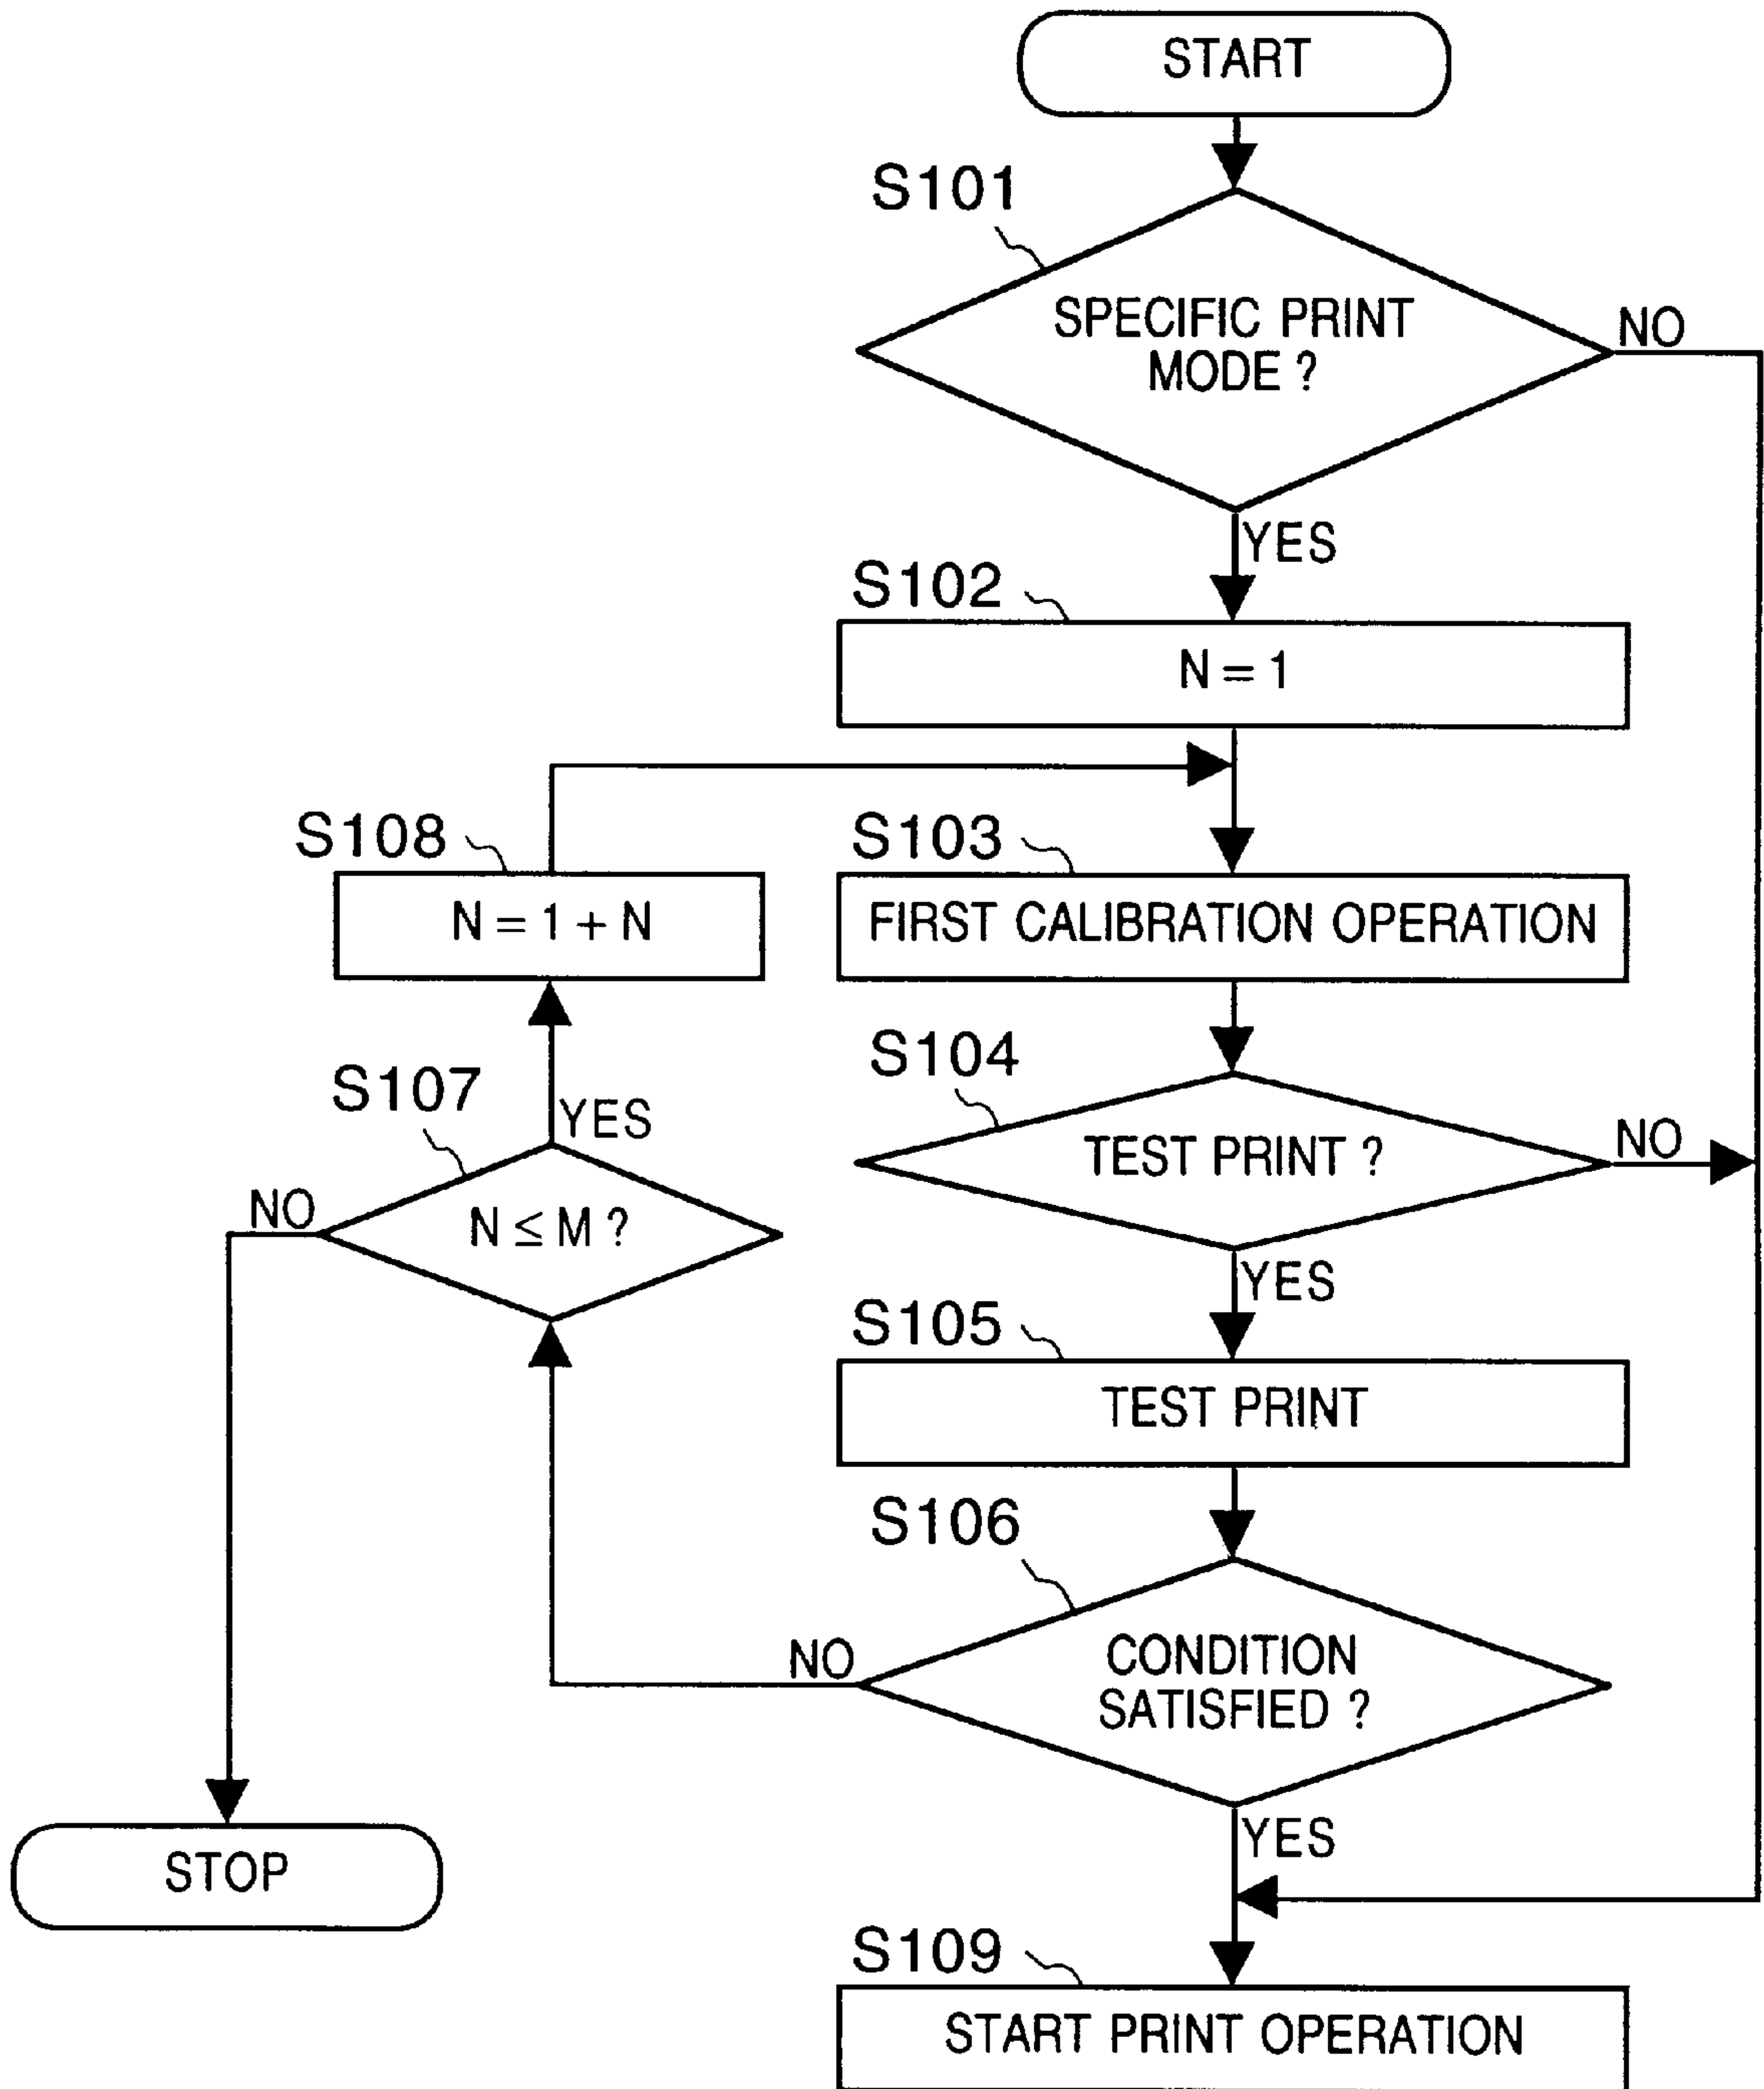 START
S101
SPECIFIC PRINT
MODE ?
NO
YES
S102
N = 1
S108
N = 1 + N
S103
FIRST CALIBRATION OPERATION
S104
TEST PRINT ?
NO
YES
S107
YES
N ≤ M ?
NO
S105
TEST PRINT
S106
CONDITION
SATISFIED ?
NO
YES
STOP
S109
START PRINT OPERATION